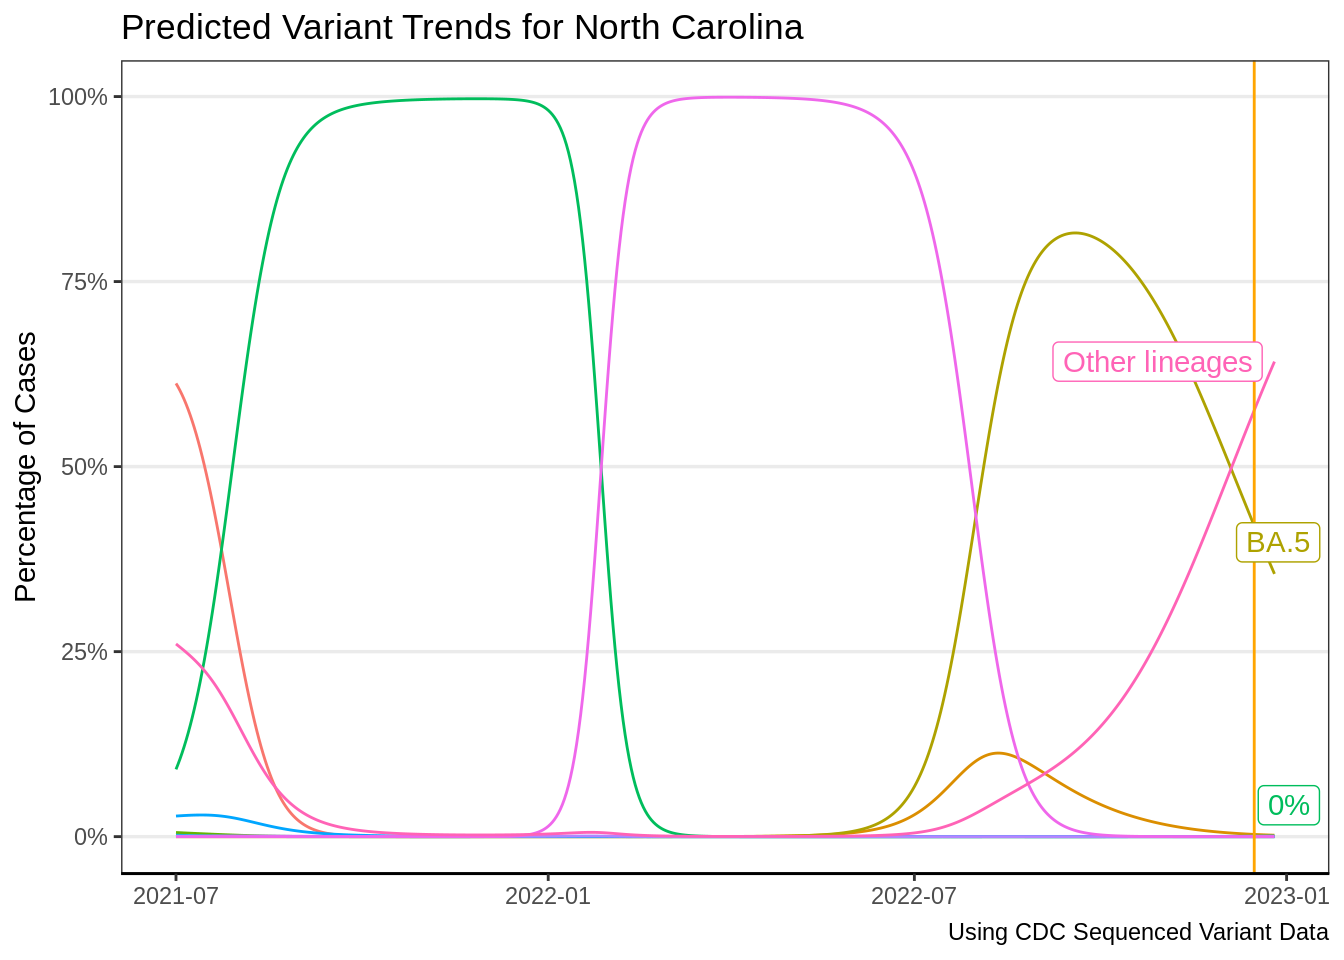 Predicted Variant Trends for North Carolina
Percentage of Cases
100%
75%
50%
25%
0%
Other lineages
BA.5
0%
2021-07
2022-01
2022-07
2023-01
Using CDC Sequenced Variant Data